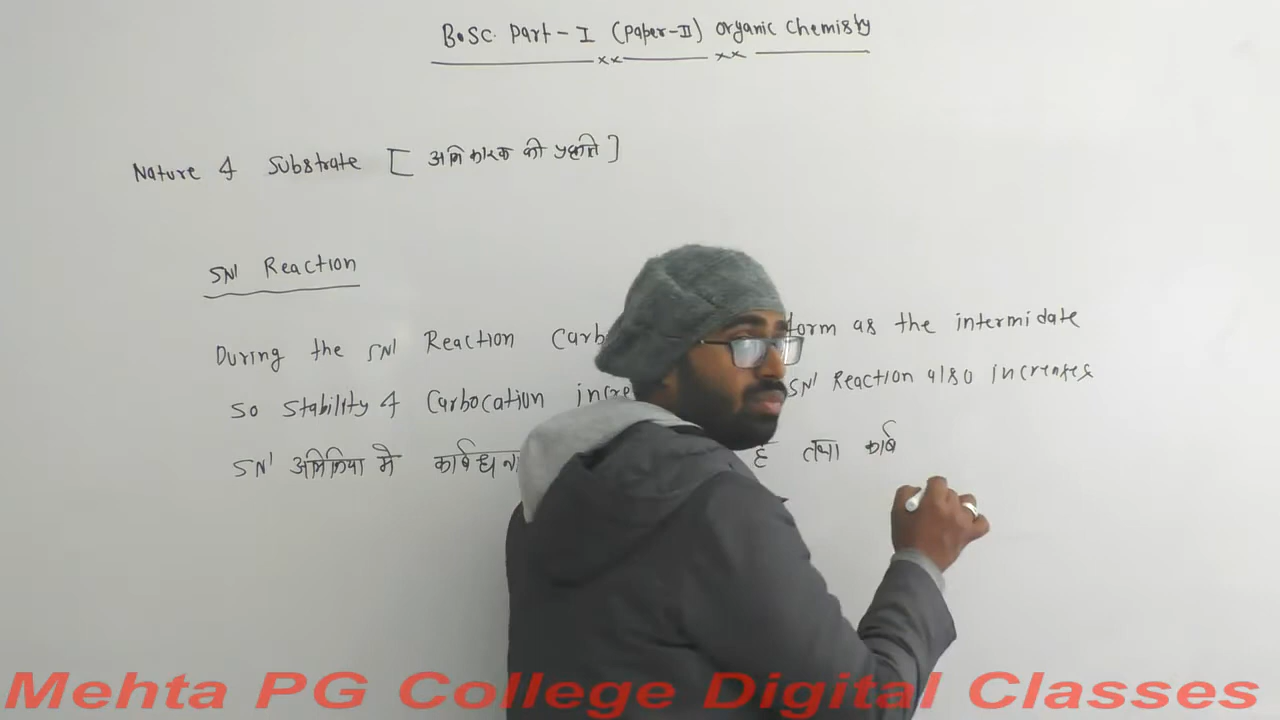 B.Sc. Part-I (Paper-II) Organic Chemistry
Nature of Substrate [अभिकारक की प्रकृति]
SN¹ Reaction
During the SN¹ Reaction Carbo form as the intermidate
So Stability of Carbocation incre SN¹ Reaction also increases
SN¹ अभिक्रिया में कार्बधना है तथा कार्ब
Mehta PG College Digital Classes